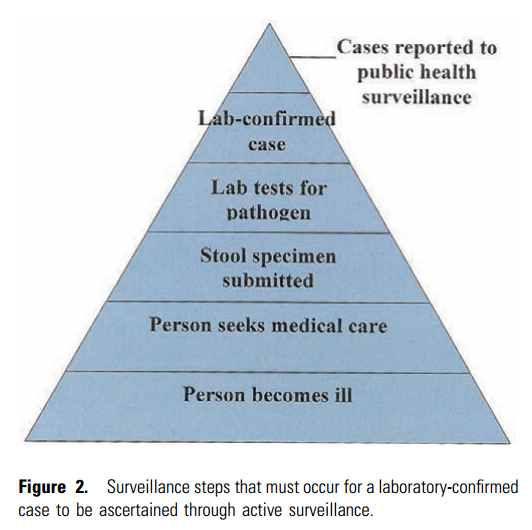 Cases reported to
public health
surveillance
Lab-confirmed
case
Lab tests for
pathogen
Stool specimen
submitted
Person seeks medical care
Person becomes ill
Figure 2. Surveillance steps that must occur for a laboratory-confirmed
case to be ascertained through active surveillance.